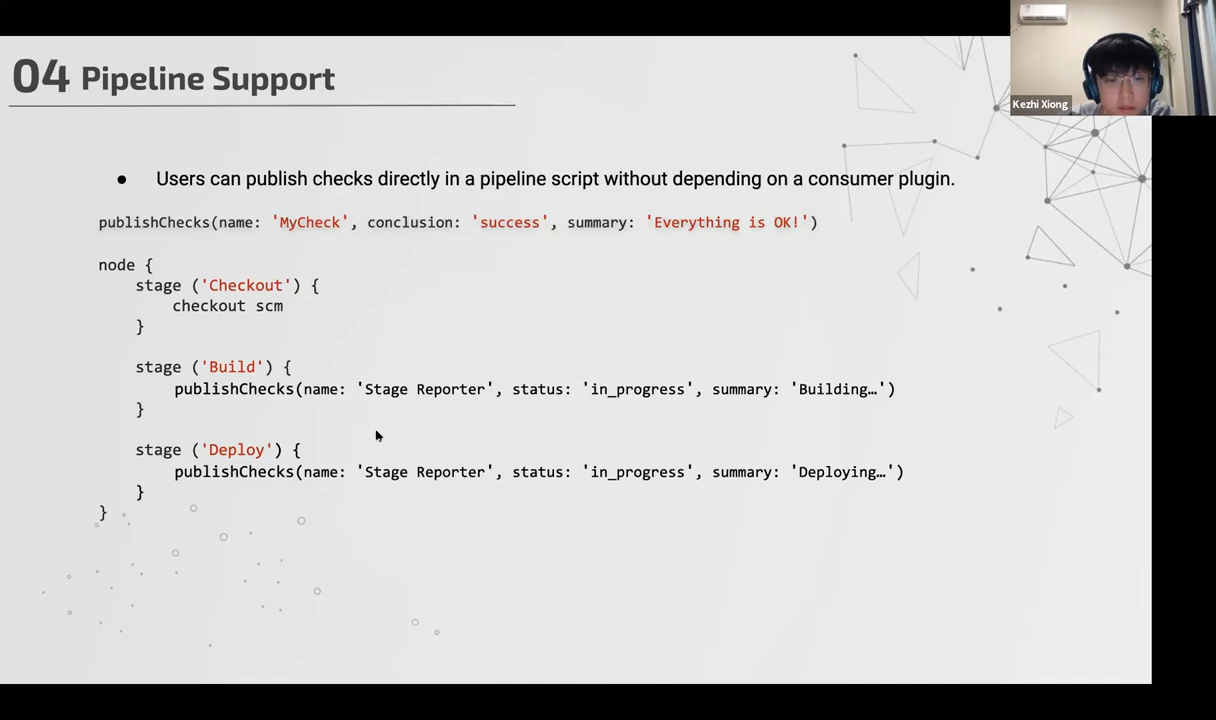 04 Pipeline Support
Kezhi Xiong
● Users can publish checks directly in a pipeline script without depending on a consumer plugin.
publishChecks(name: 'MyCheck', conclusion: 'success', summary: 'Everything is OK!')
node {
    stage ('Checkout') {
        checkout scm
    }
    stage ('Build') {
        publishChecks(name: 'Stage Reporter', status: 'in_progress', summary: 'Building…')
    }
    stage ('Deploy') {
        publishChecks(name: 'Stage Reporter', status: 'in_progress', summary: 'Deploying…')
    }
}